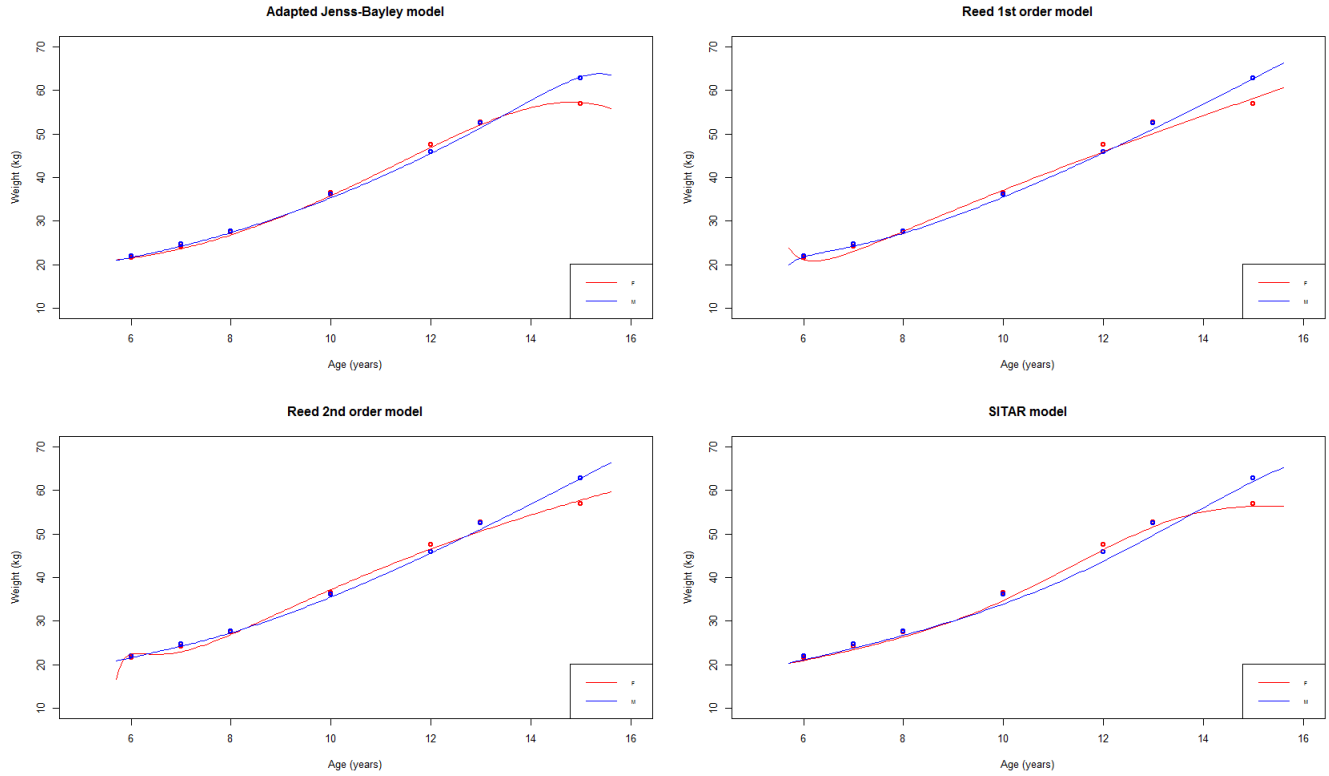 Adapted Jenss-Bayley model
Weight (kg)
70
60
50
40
30
20
10
6 8 10 12 14 16
Age (years)
F
M
Reed 1st order model
Weight (kg)
70
60
50
40
30
20
10
6 8 10 12 14 16
Age (years)
F
M
Reed 2nd order model
Weight (kg)
70
60
50
40
30
20
10
6 8 10 12 14 16
Age (years)
F
M
SITAR model
Weight (kg)
70
60
50
40
30
20
10
6 8 10 12 14 16
Age (years)
F
M